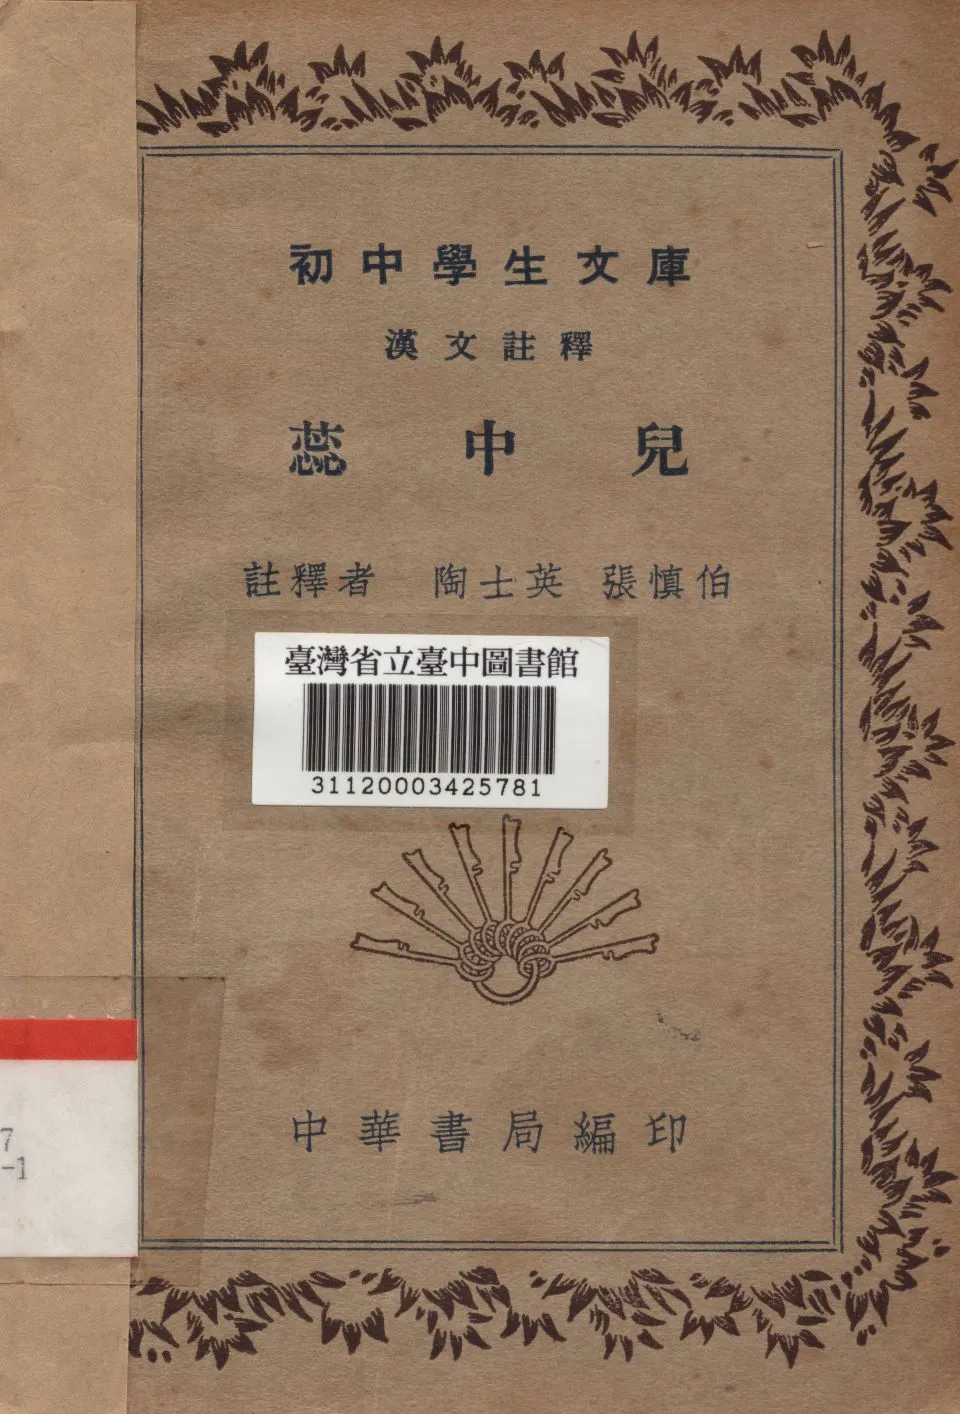 初中學生文庫
漢文註釋
蕊中兒
註釋者 陶士英 張慎伯
臺灣省立臺中圖書館
31120003425781
中華書局編印
7
-1